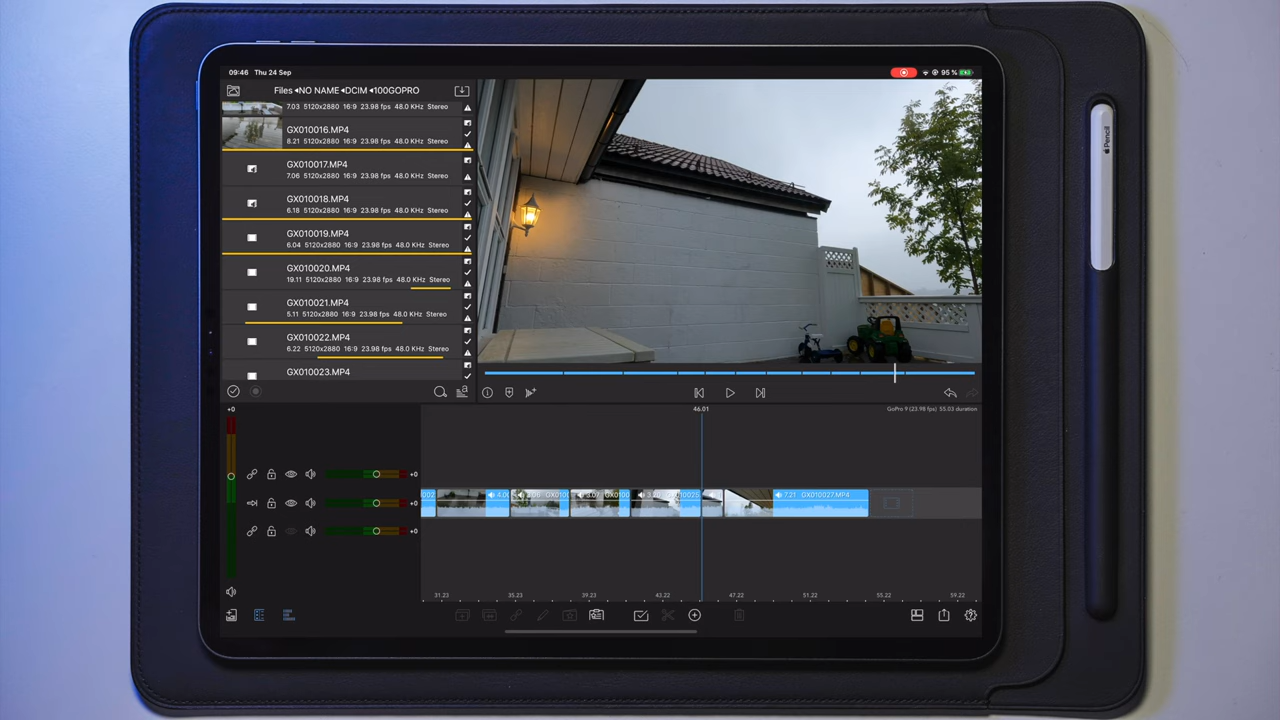 09:46 Thu 24 Sep
95 %
Files NO NAME DCIM 100GOPRO
7.03 5120x2880 16:9 23.98 fps 48.0 KHz Stereo
GX010016.MP4
8.21 5120x2880 16:9 23.98 fps 48.0 KHz Stereo
GX010017.MP4
7.06 5120x2880 16:9 23.98 fps 48.0 KHz Stereo
GX010018.MP4
6.18 5120x2880 16:9 23.98 fps 48.0 KHz Stereo
GX010019.MP4
6.04 5120x2880 16:9 23.98 fps 48.0 KHz Stereo
GX010020.MP4
19.11 5120x2880 16:9 23.98 fps 48.0 KHz Stereo
GX010021.MP4
5.11 5120x2880 16:9 23.98 fps 48.0 KHz Stereo
GX010022.MP4
6.22 5120x2880 16:9 23.98 fps 48.0 KHz Stereo
GX010023.MP4
+0
46.01
GoPro 9 (23.98 fps) 55.03 duration
+0
+0
+0
7.21 GX010027.MP4
31.23 35.23 39.23 43.22 47.22 51.22 55.22 59.22
Pencil